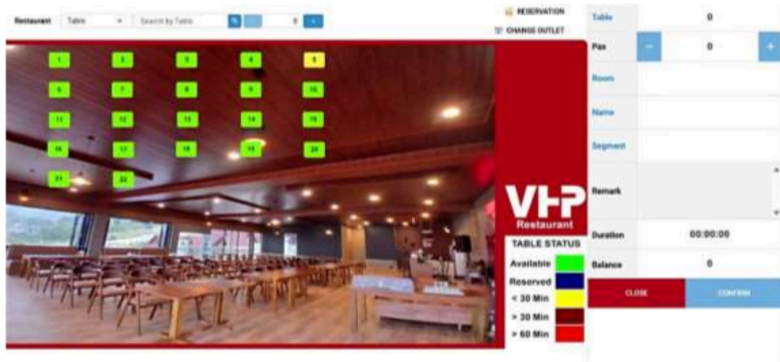 Restaurant Table Search by Table 0
RESERVATION
CHANGE OUTLET
1 2 3 4 5
6 7 8 9 10
11 12 13 14 15
16 17 18 19 20
21 22
VHP
Restaurant
TABLE STATUS
Available
Reserved
< 30 Min
> 30 Min
> 60 Min
Table 0
Pax - 0 +
Room
Name
Segment
Remark
Duration 00:00:00
Balance 0
CLOSE CONFIRM